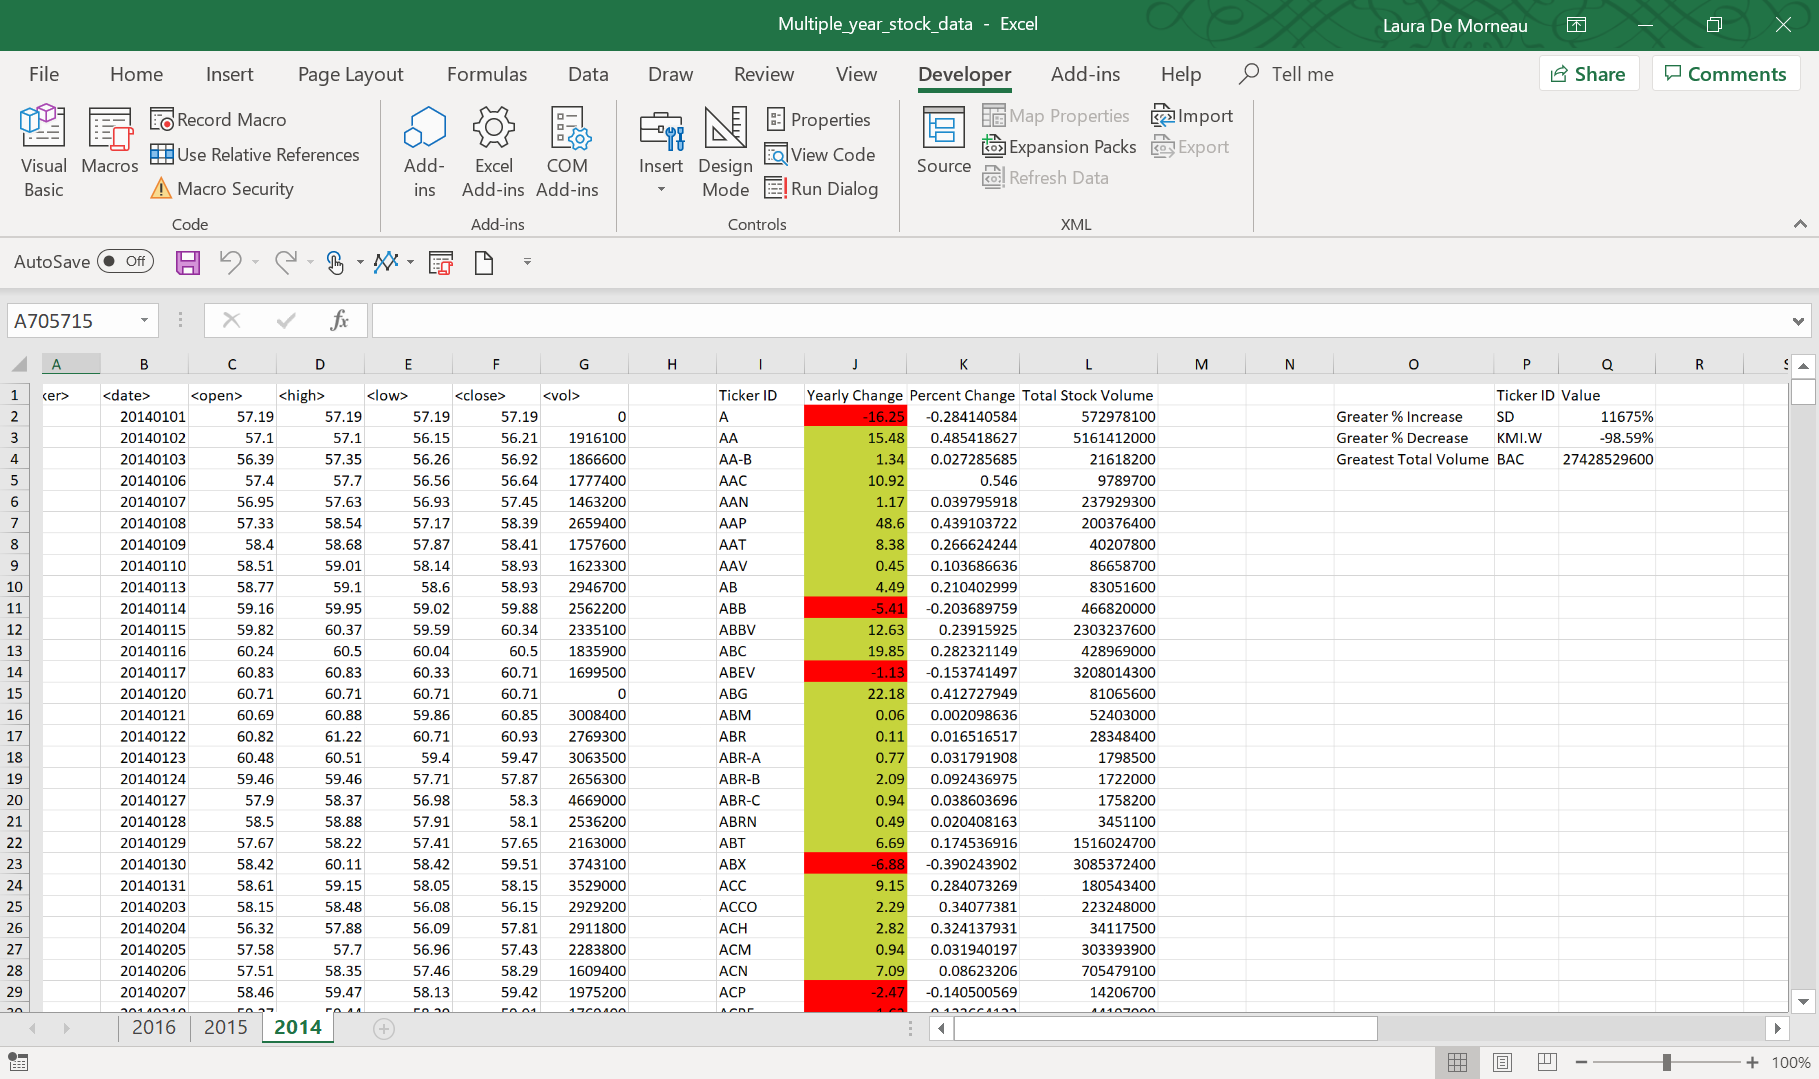 Multiple_year_stock_data - Excel
Laura De Morneau
File Home Insert Page Layout Formulas Data Draw Review View Developer Add-ins Help Tell me Share Comments
Visual Basic
Macros
Record Macro
Use Relative References
Macro Security
Code
Add-ins
Excel Add-ins
COM Add-ins
Add-ins
Insert
Design Mode
Properties
View Code
Run Dialog
Controls
Source
Map Properties
Expansion Packs
Refresh Data
Import
Export
XML
AutoSave Off
A705715 fx
A B C D E F G H I J K L M N O P Q R
1 <date> <open> <high> <low> <close> <vol> Ticker ID Yearly Change Percent Change Total Stock Volume Ticker ID Value
2 20140101 57.19 57.19 57.19 57.19 0 A -16.25 -0.284140584 572978100 Greater % Increase SD 11675%
3 20140102 57.1 57.1 56.15 56.21 1916100 AA 15.48 0.485418627 5161412000 Greater % Decrease KMI.W -98.59%
4 20140103 56.39 57.35 56.26 56.92 1866600 AA-B 1.34 0.027285685 21618200 Greatest Total Volume BAC 27428529600
5 20140106 57.4 57.7 56.56 56.64 1777400 AAC 10.92 0.546 9789700
6 20140107 56.95 57.63 56.93 57.45 1463200 AAN 1.17 0.039795918 237929300
7 20140108 57.33 58.54 57.17 58.39 2659400 AAP 48.6 0.439103722 200376400
8 20140109 58.4 58.68 57.87 58.41 1757600 AAT 8.38 0.266624244 40207800
9 20140110 58.51 59.01 58.14 58.93 1623300 AAV 0.45 0.103686636 86658700
10 20140113 58.77 59.1 58.6 58.93 2946700 AB 4.49 0.210402999 83051600
11 20140114 59.16 59.95 59.02 59.88 2562200 ABB -5.41 -0.203689759 466820000
12 20140115 59.82 60.37 59.59 60.34 2335100 ABBV 12.63 0.23915925 2303237600
13 20140116 60.24 60.5 60.04 60.5 1835900 ABC 19.85 0.282321149 428969000
14 20140117 60.83 60.83 60.33 60.71 1699500 ABEV -1.13 -0.153741497 3208014300
15 20140120 60.71 60.71 60.71 60.71 0 ABG 22.18 0.412727949 81065600
16 20140121 60.69 60.88 59.86 60.85 3008400 ABM 0.06 0.002098636 52403000
17 20140122 60.82 61.22 60.71 60.93 2769300 ABR 0.11 0.016516517 28348400
18 20140123 60.48 60.51 59.4 59.47 3063500 ABR-A 0.77 0.031791908 1798500
19 20140124 59.46 59.46 57.71 57.87 2656300 ABR-B 2.09 0.092436975 1722000
20 20140127 57.9 58.37 56.98 58.3 4669000 ABR-C 0.94 0.038603696 1758200
21 20140128 58.5 58.88 57.91 58.1 2536200 ABRN 0.49 0.020408163 3451100
22 20140129 57.67 58.22 57.41 57.65 2163000 ABT 6.69 0.174536916 1516024700
23 20140130 58.42 60.11 58.42 59.51 3743100 ABX -6.88 -0.390243902 3085372400
24 20140131 58.61 59.15 58.05 58.15 3529000 ACC 9.15 0.284073269 180543400
25 20140203 58.15 58.48 56.08 56.15 2929200 ACCO 2.29 0.34077381 223248000
26 20140204 56.32 57.88 56.09 57.81 2911800 ACH 2.82 0.324137931 34117500
27 20140205 57.58 57.7 56.96 57.43 2283800 ACM 0.94 0.031940197 303393900
28 20140206 57.51 58.35 57.46 58.29 1609400 ACN 7.09 0.08623206 705479100
29 20140207 58.46 59.47 58.13 59.42 1975200 ACP -2.47 -0.140500569 14206700
2016 2015 2014
100%